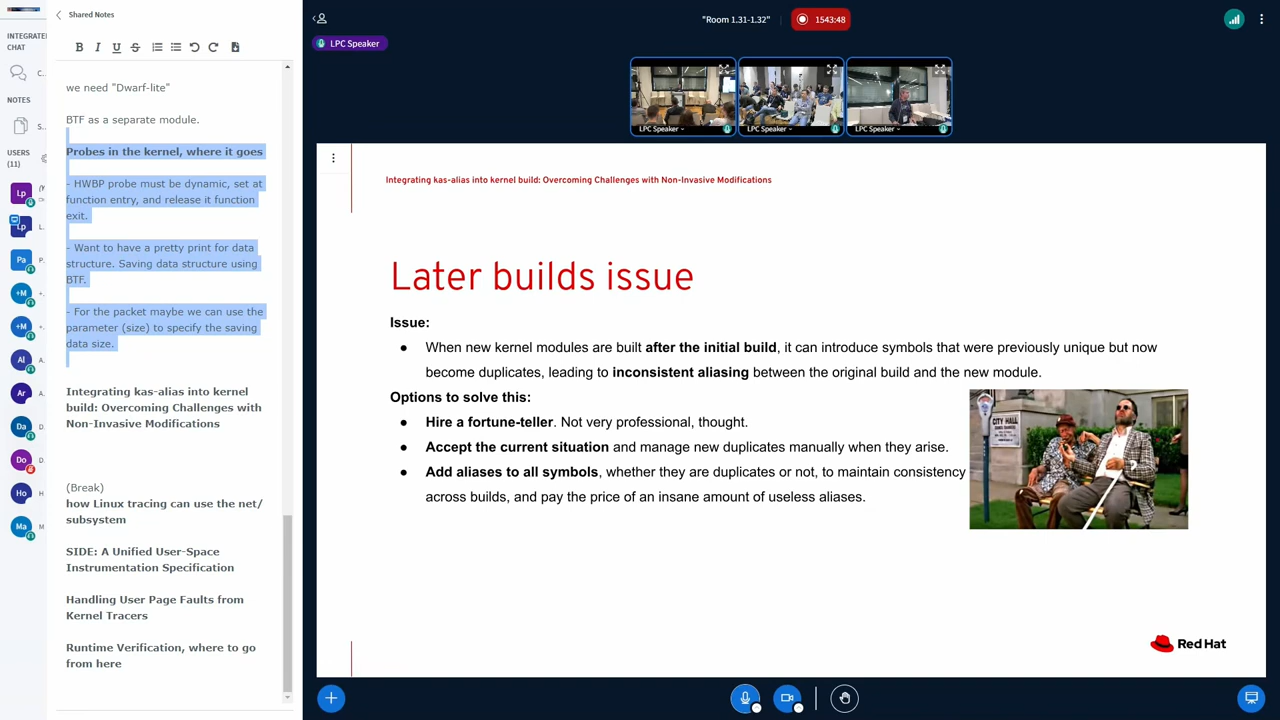 Shared Notes
INTEGRATE
CHAT
C.
NOTES
S..
USERS
(11)
Lp
Lp
L.
Pa
P.
+M
+.
+M
+.
Al
A.
Ar
A.
Da
D.
Do
D.
Ho
H
Ma
M.
we need "Dwarf-lite"
BTF as a separate module.
Probes in the kernel, where it goes
- HWBP probe must be dynamic, set at
function entry, and release it function
exit.
- Want to have a pretty print for data
structure. Saving data structure using
BTF.
- For the packet maybe we can use the
parameter (size) to specify the saving
data size.
Integrating kas-alias into kernel
build: Overcoming Challenges with
Non-Invasive Modifications
(Break)
how Linux tracing can use the net/
subsystem
SIDE: A Unified User-Space
Instrumentation Specification
Handling User Page Faults from
Kernel Tracers
Runtime Verification, where to go
from here
"Room 1.31-1.32"
1543:48
LPC Speaker
LPC Speaker
LPC Speaker
LPC Speaker
Integrating kas-alias into kernel build: Overcoming Challenges with Non-Invasive Modifications
Later builds issue
Issue:
● When new kernel modules are built after the initial build, it can introduce symbols that were previously unique but now
become duplicates, leading to inconsistent aliasing between the original build and the new module.
Options to solve this:
● Hire a fortune-teller. Not very professional, thought.
● Accept the current situation and manage new duplicates manually when they arise.
● Add aliases to all symbols, whether they are duplicates or not, to maintain consistency
across builds, and pay the price of an insane amount of useless aliases.
CITY HALL
Red Hat